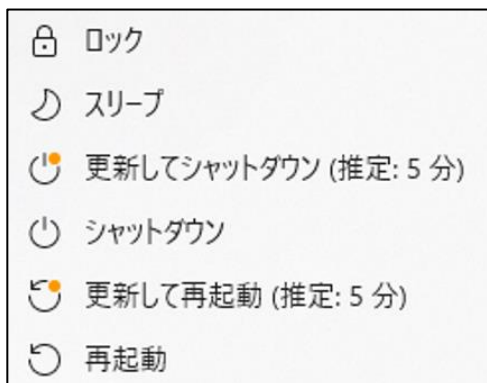 ロック
スリープ
更新してシャットダウン (推定: 5 分)
シャットダウン
更新して再起動 (推定: 5 分)
再起動